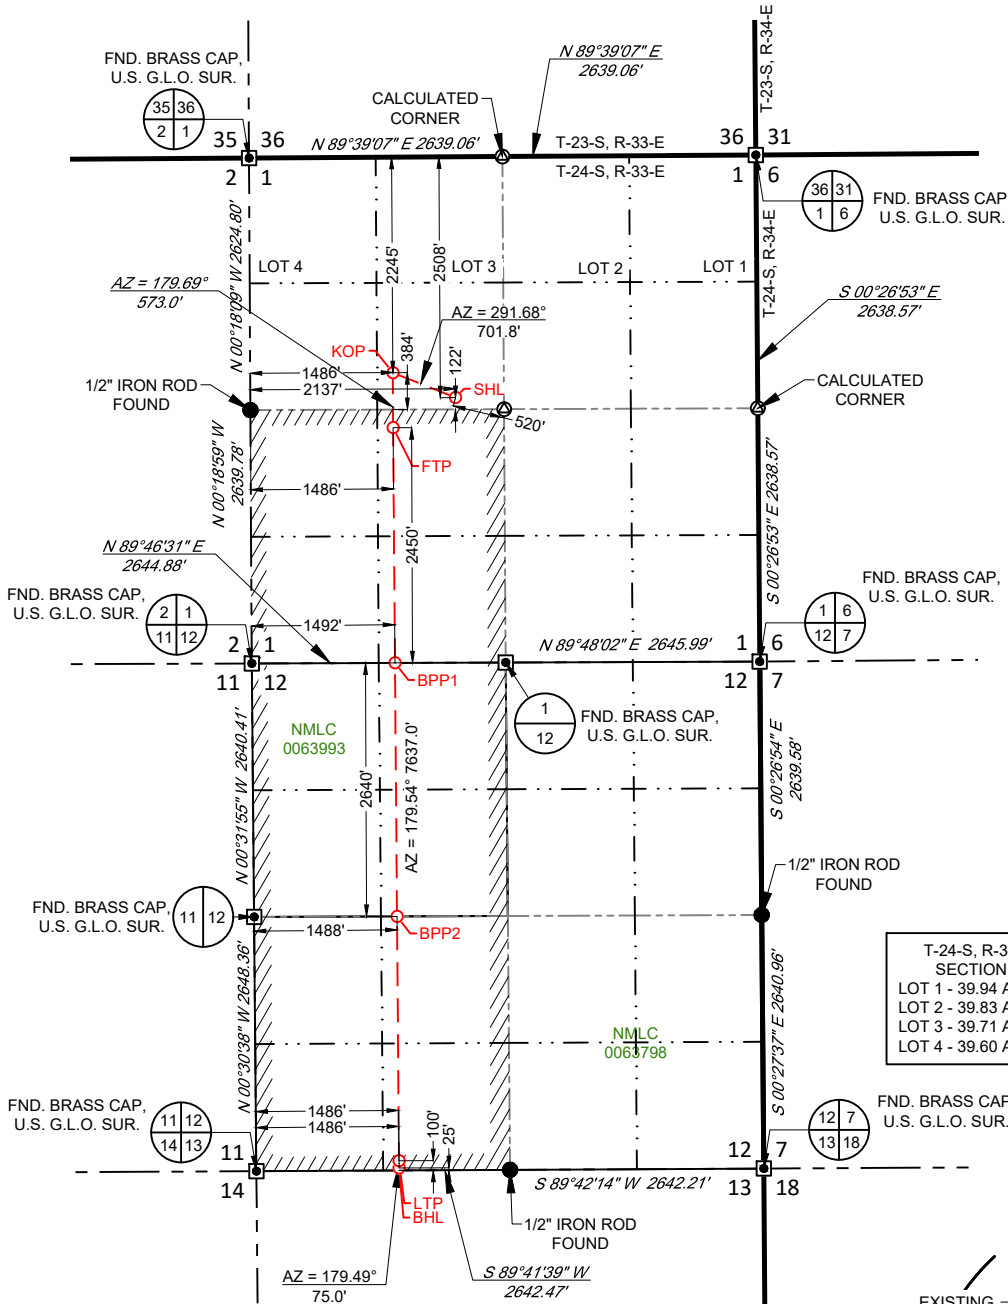 T-23-S, R-34-E
N 89°39'07" E
2639.06'
FND. BRASS CAP,
U.S. G.L.O. SUR.
35 36
2 1
CALCULATED
CORNER
35 36
N 89°39'07" E 2639.06'
T-23-S, R-33-E
36 31
2 1
T-24-S, R-33-E
1 6
36 31
1 6
FND. BRASS CAP
U.S. G.L.O. SUR.
N 00°18'09" W 2624.80'
T-24-S, R-34-E
2245'
2508'
LOT 4
LOT 3
LOT 2
LOT 1
AZ = 179.69°
573.0'
S 00°26'53" E
2638.57'
AZ = 291.68°
701.8'
KOP
384'
122'
1486'
2137'
SHL
1/2" IRON ROD
FOUND
CALCULATED
CORNER
520'
N 00°18'59" W
2639.78'
FTP
1486'
2450'
S 00°26'53" E 2638.57'
N 89°46'31" E
2644.88'
FND. BRASS CAP,
U.S. G.L.O. SUR.
2 1
11 12
FND. BRASS CAP,
U.S. G.L.O. SUR.
1 6
12 7
1492'
2 1
N 89°48'02" E 2645.99'
1 6
11 12
BPP1
12 7
1
12
FND. BRASS CAP,
U.S. G.L.O. SUR.
NMLC
0063993
N 00°31'55" W 2640.41'
2640'
AZ = 179.54° 7637.0'
S 00°26'54" E
2639.58'
1/2" IRON ROD
FOUND
FND. BRASS CAP,
U.S. G.L.O. SUR.
11 12
1488'
BPP2
T-24-S, R-3
SECTION
LOT 1 - 39.94 A
LOT 2 - 39.83 A
LOT 3 - 39.71 A
LOT 4 - 39.60 A
N 00°30'38" W 2648.36'
NMLC
0063798
S 00°27'37" E 2640.96'
FND. BRASS CAP,
U.S. G.L.O. SUR.
11 12
14 13
1486'
1486'
100'
25'
12 7
13 18
FND. BRASS CAP
U.S. G.L.O. SUR.
11
12 7
14
S 89°42'14" W 2642.21'
13 18
LTP
BHL
1/2" IRON ROD
FOUND
AZ = 179.49°
75.0'
S 89°41'39" W
2642.47'
EXISTING